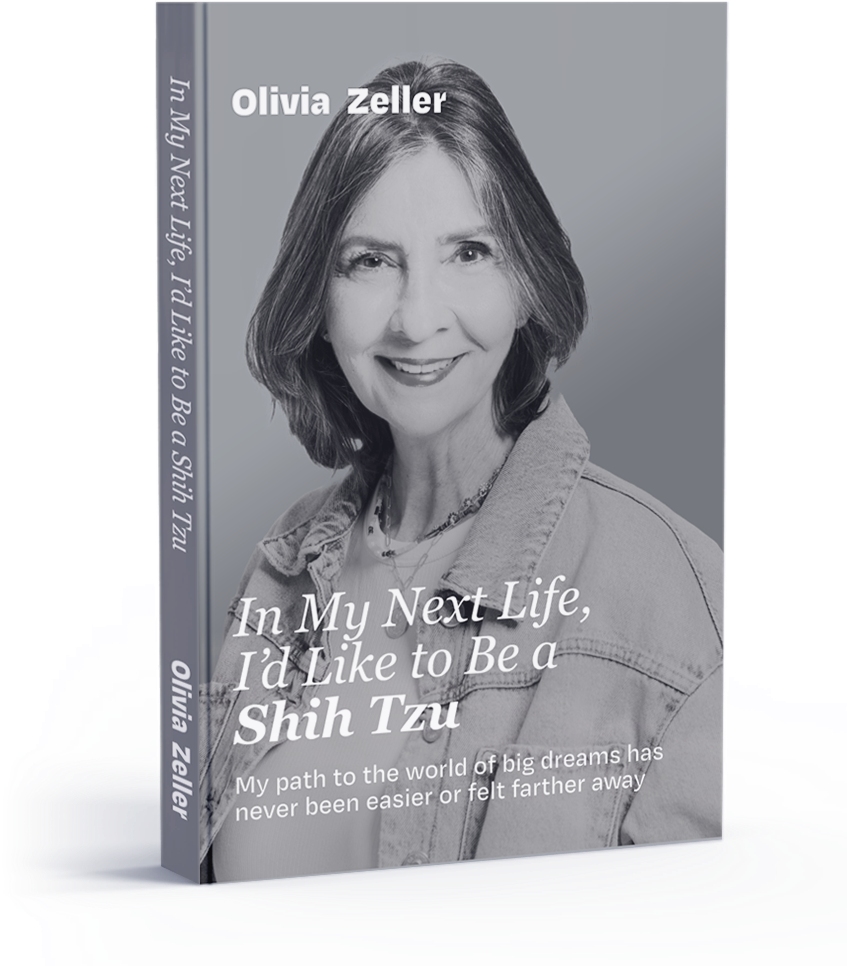 Olivia Zeller
In My Next Life,
I'd Like to Be a
Shih Tzu
My path to the world of big dreams has
never been easier or felt farther away
In My Next Life, I'd Like to Be a Shih Tzu
Olivia Zeller